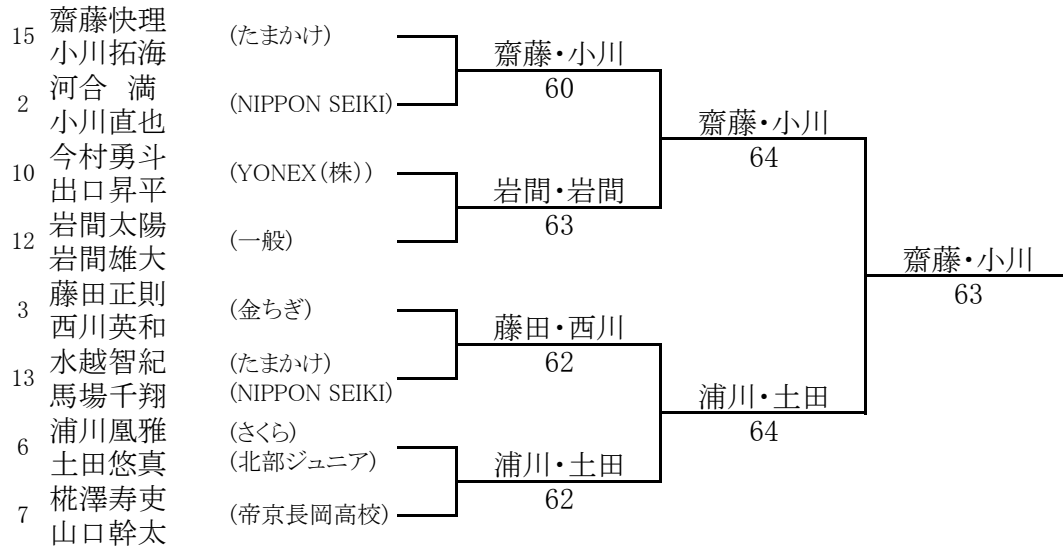 15 齋藤快理 (たまかけ)
小川拓海
齋藤・小川
60
2 河合 満 (NIPPON SEIKI)
小川直也
齋藤・小川
64
10 今村勇斗 (YONEX(株))
出口昇平
岩間・岩間
63
12 岩間太陽 (一般)
岩間雄大
齋藤・小川
63
3 藤田正則 (金ちぎ)
西川英和
藤田・西川
62
13 水越智紀 (たまかけ)
馬場千翔 (NIPPON SEIKI)
浦川・土田
64
6 浦川凰雅 (さくら)
土田悠真 (北部ジュニア)
浦川・土田
62
7 椛澤寿吏 (帝京長岡高校)
山口幹太